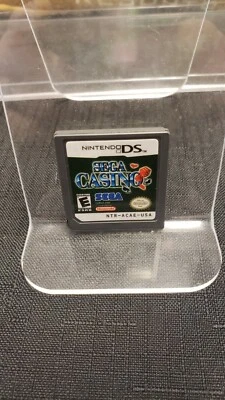 NINTENDO DS
SEGA
CASINO
SEGA
E
NTR-ACAE-USA